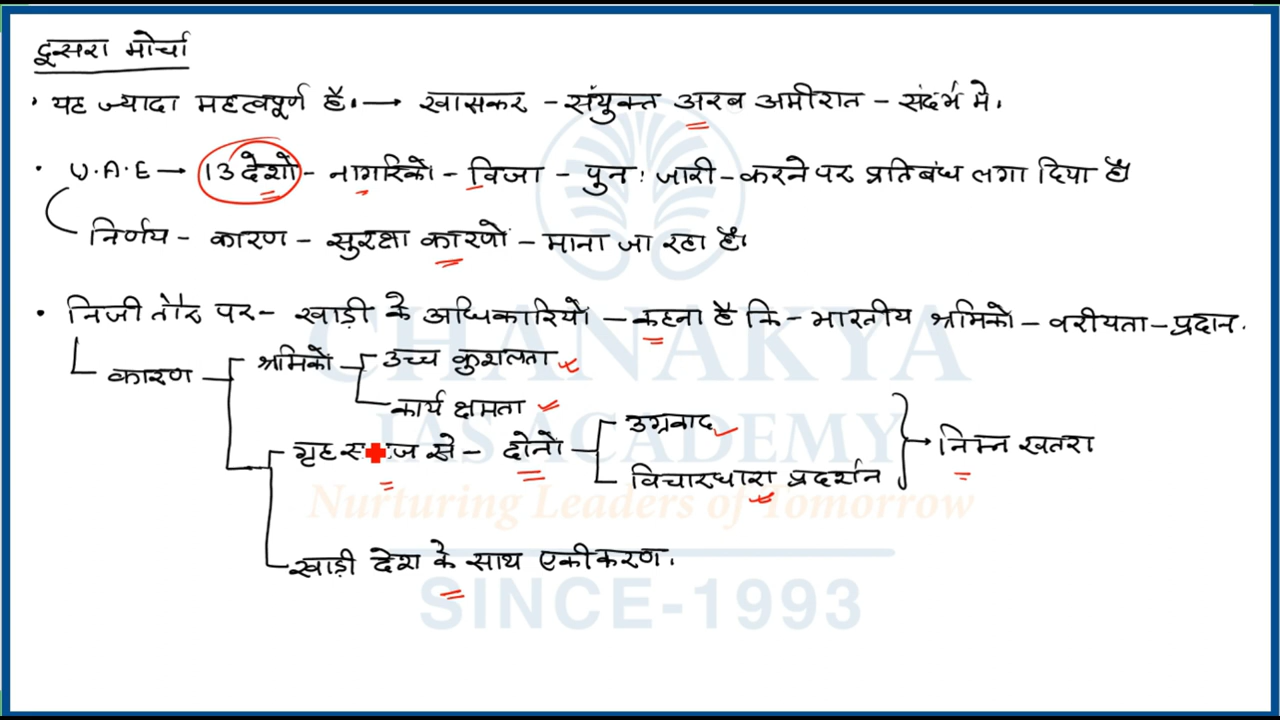 दूसरा मोर्चा
• यह ज्यादा महत्वपूर्ण है। → खासकर - संयुक्त अरब अमीरात - संदर्भ में।
• U.A.E → 13 देशों - नागरिकों - विजा - पुनः जारी - करने पर प्रतिबंध लगा दिया है।
निर्णय - कारण - सुरक्षा कारणों - माना जा रहा है।
• निजी तौर पर - खाड़ी के अधिकारियों - कहना है कि - भारतीय श्रमिकों - वरीयता - प्रदान.
कारण
श्रमिकों
उच्च कुशलता
कार्य क्षमता
गृह से - दोनों
उग्रवाद
विचारधारा प्रदर्शन
→ निम्न खतरा
खाड़ी देश के साथ एकीकरण.
CHANAKYA
IAS ACADEMY
Nurturing Leaders of Tomorrow
SINCE-1993